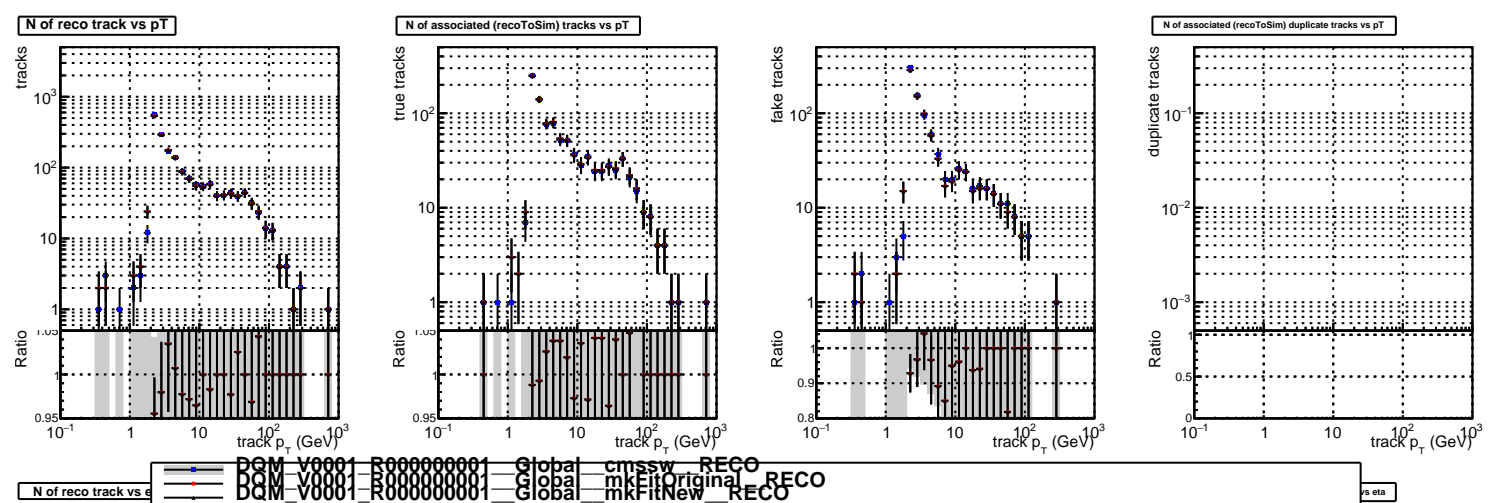 N of reco track vs pT
N of associated (recoToSim) tracks vs pT
N of associated (recoToSim) duplicate tracks vs pT
tracks
10³
10²
10
1
Ratio
1.05
1
0.95
10⁻¹ 1 10 10² 10³
track p_T (GeV)
true tracks
10²
10
1
Ratio
1.05
1
0.95
10⁻¹ 1 10 10² 10³
track p_T (GeV)
fake tracks
10²
10
1
Ratio
1
0.9
0.8
10⁻¹ 1 10 10² 10³
track p_T (GeV)
duplicate tracks
10⁻¹
10⁻²
10⁻³
Ratio
1
0.5
0
10⁻¹ 1 10 10² 10³
track p_T (GeV)
DQM_V0001_R000000001__Global__cmssw__RECO
DQM_V0001_R000000001__Global__mkFitOriginal__RECO
DQM_V0001_R000000001__Global__mkFitNew__RECO
N of reco track vs e
vs eta